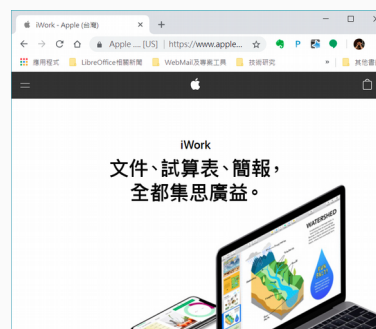 iWork - Apple (台灣)
Apple .... [US] | https://www.apple...
應用程式 LibreOffice相關新聞 WebMail及專案工具 技術研究 » 其他書
iWork
文件、試算表、簡報，
全都集思廣益。
WATERSHED